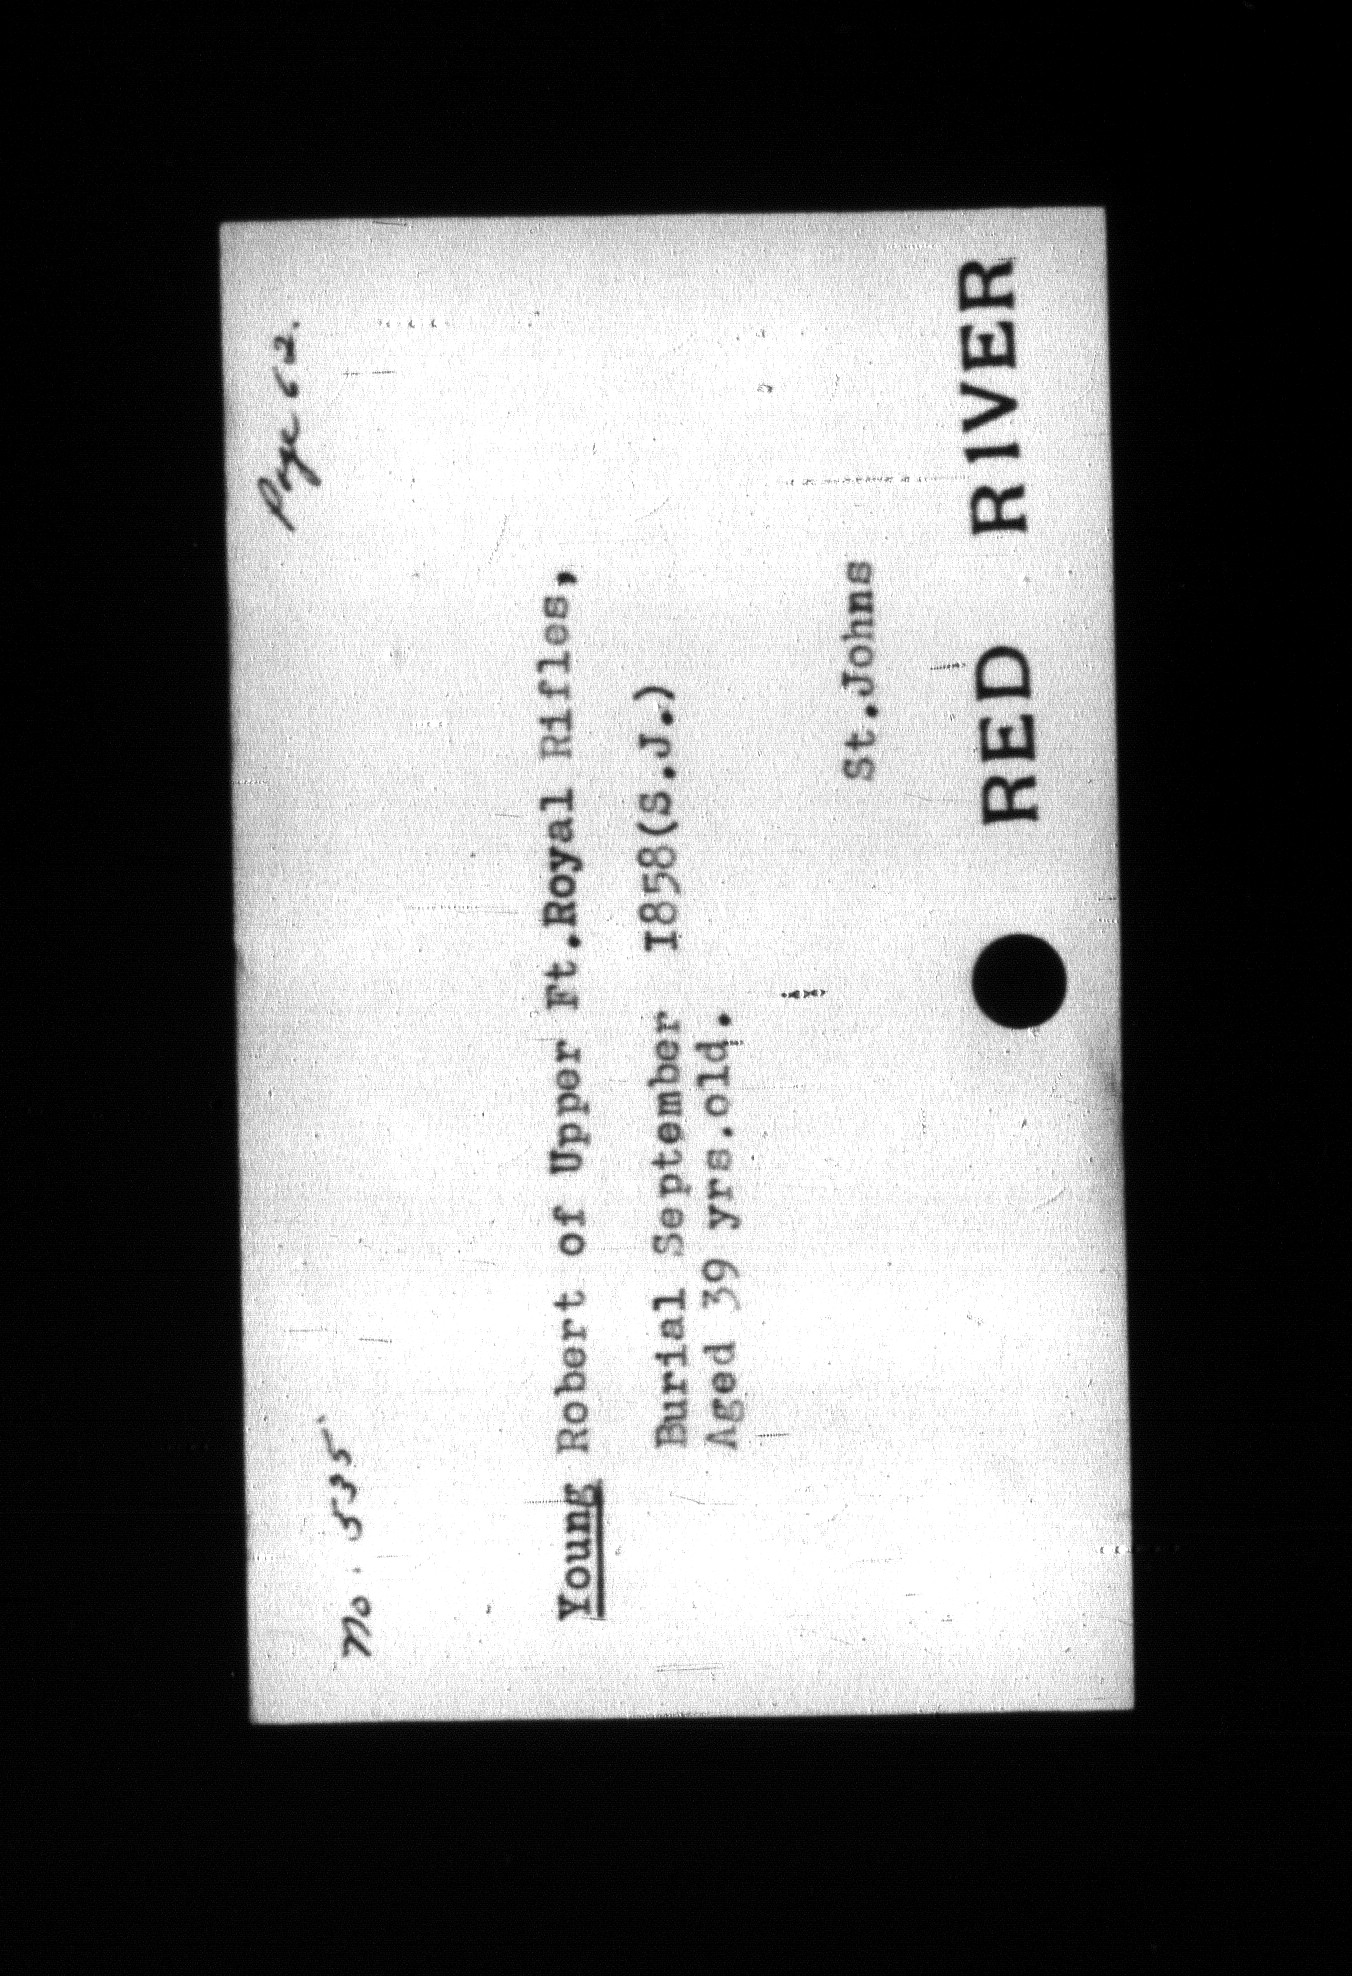 Page 62.
No. 535
Young Robert of Upper Ft.Royal Rifles,
Burial September I858(S.J.)
Aged 39 yrs.old.
St.Johns
RED RIVER